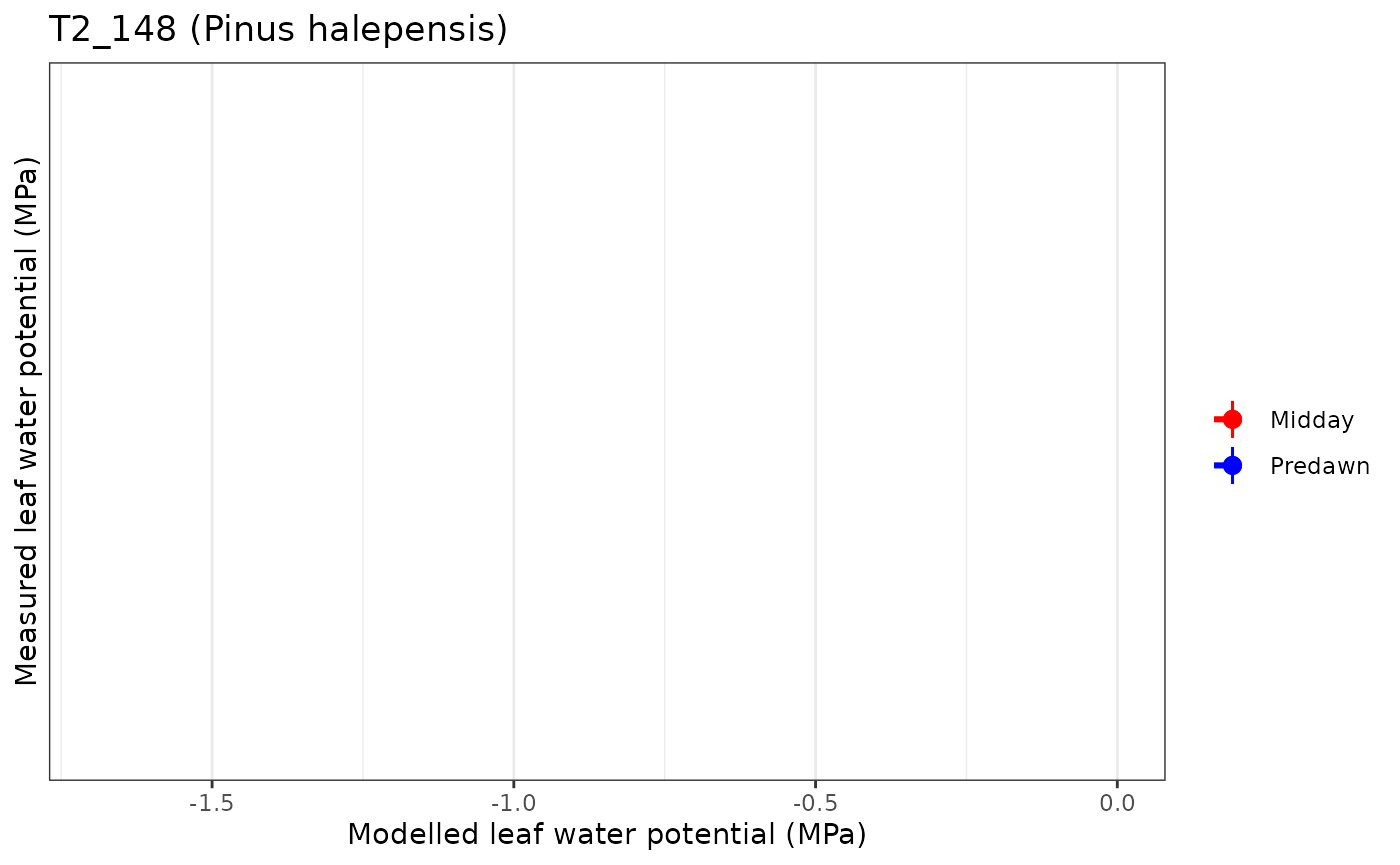 T2_148 (Pinus halepensis)
Measured leaf water potential (MPa)
Midday
Predawn
-1.5
-1.0
-0.5
0.0
Modelled leaf water potential (MPa)